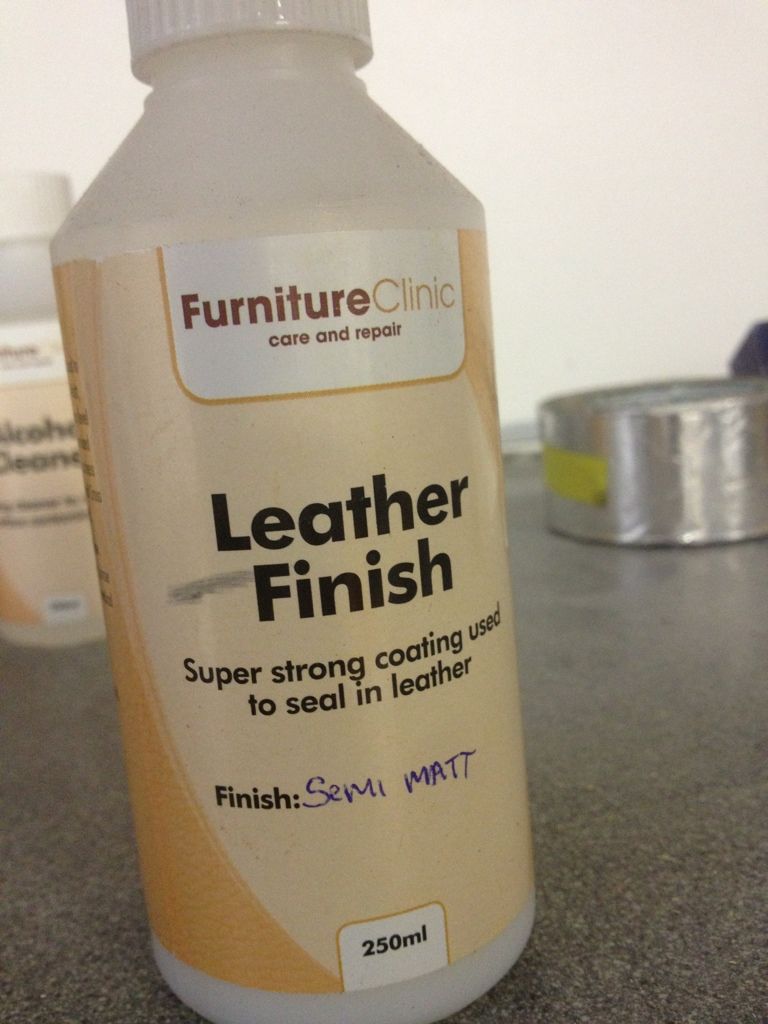 FurnitureClinic
care and repair
Leather
Finish
Super strong coating used
to seal in leather
Finish: Semi MATT
250ml